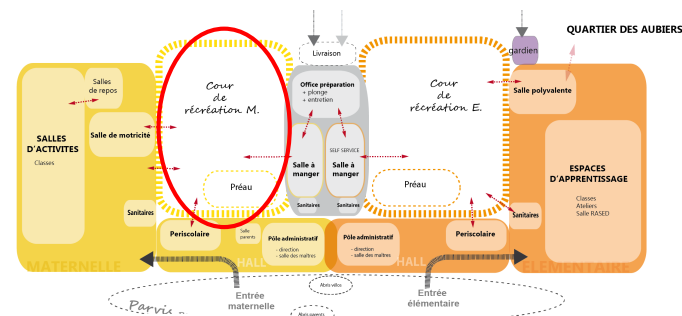 QUARTIER DES AUBIERS
Livraison
gardien
Salles
de repos
SALLES
D'ACTIVITES
Classes
Salle de motricité
Sanitaires
Cour
de
récréation M.
Préau
Office préparation
+ plonge
+ entretien
SELF SERVICE
Salle à
manger
Salle à
manger
Sanitaires
Sanitaires
Cour
de
récréation E.
Préau
Salle polyvalente
ESPACES
D'APPRENTISSAGE
Classes
Ateliers
Salle RASED
Sanitaires
Periscolaire
Salle
parents
Pôle administratif
- direction
- salle des maîtres
Pôle administratif
- direction
- salle des maîtres
Periscolaire
MATERNELLE
HALL
HALL
ELEMENTAIRE
Entrée
maternelle
Abris vélos
Entrée
élémentaire
Parvis
Abris parents